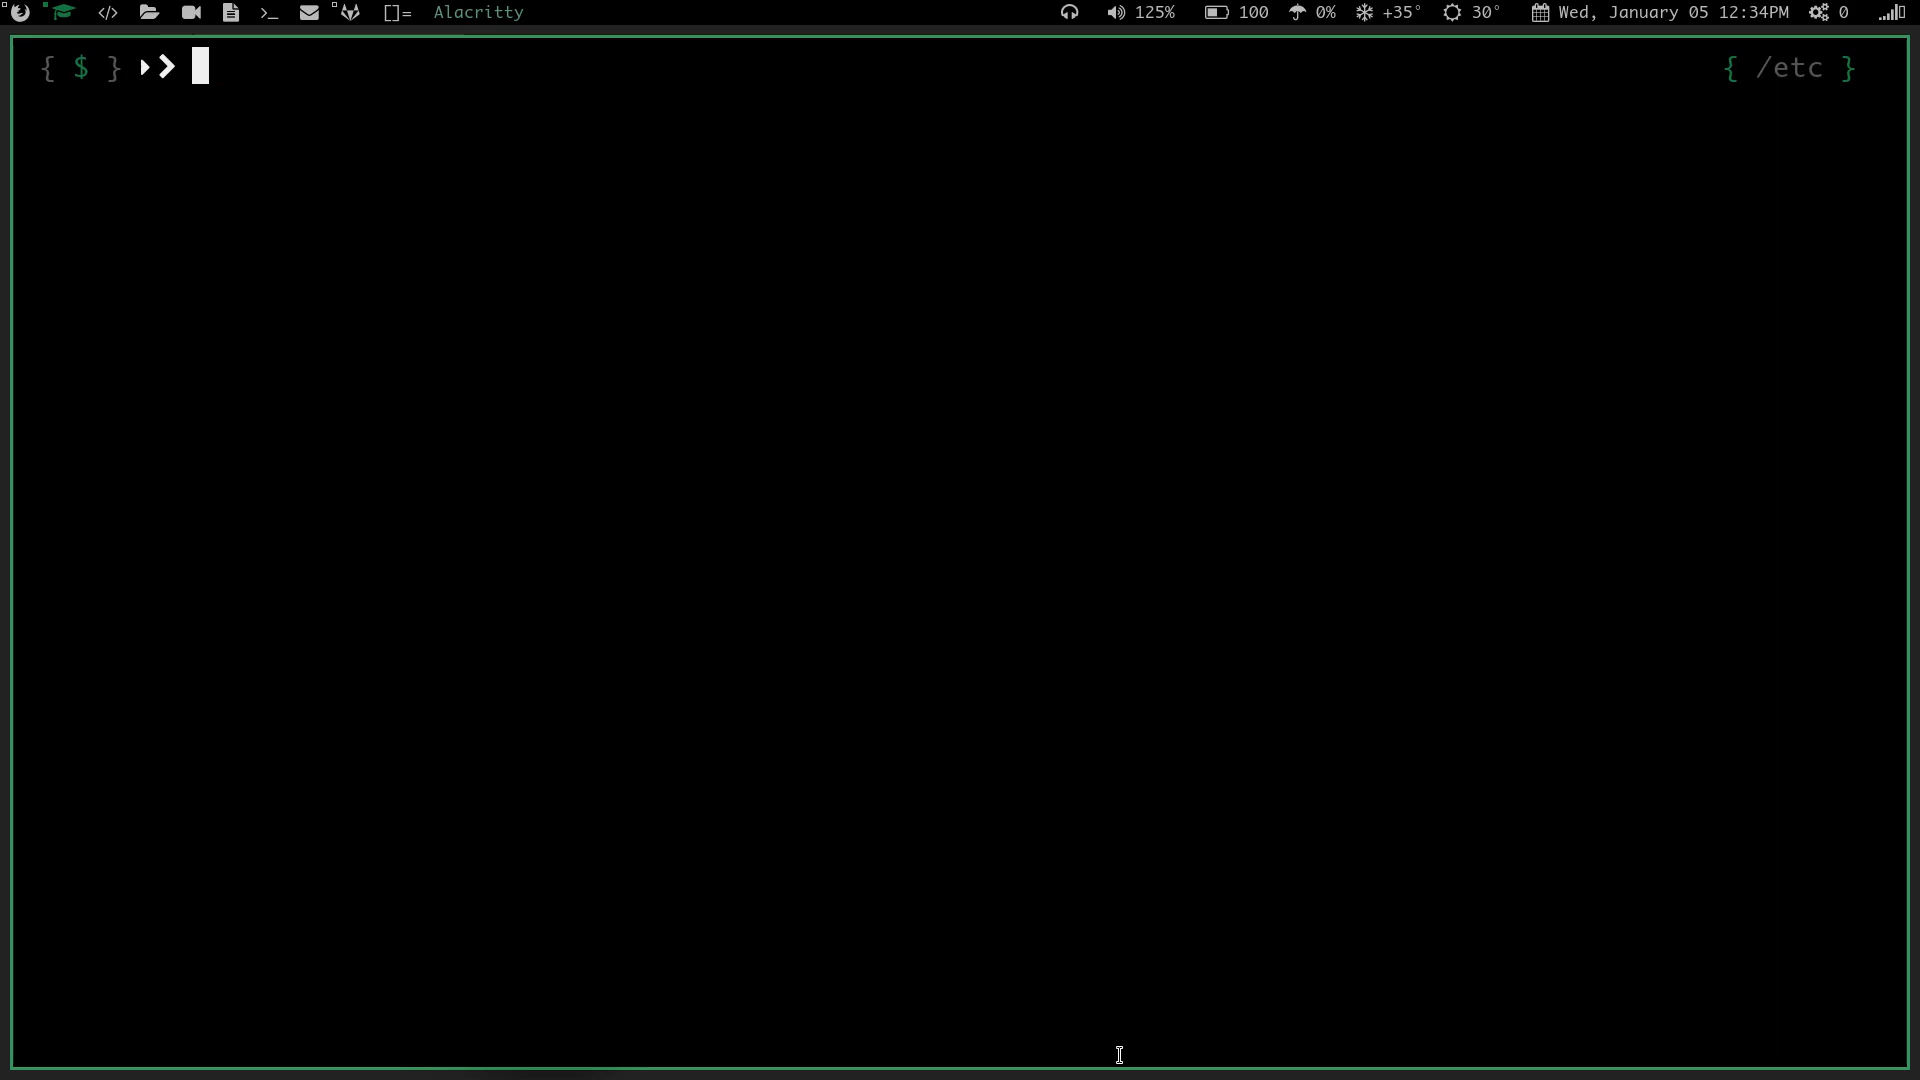 []= Alacritty 125% 100 0% +35° 30° Wed, January 05 12:34PM 0
{ $ } { /etc }